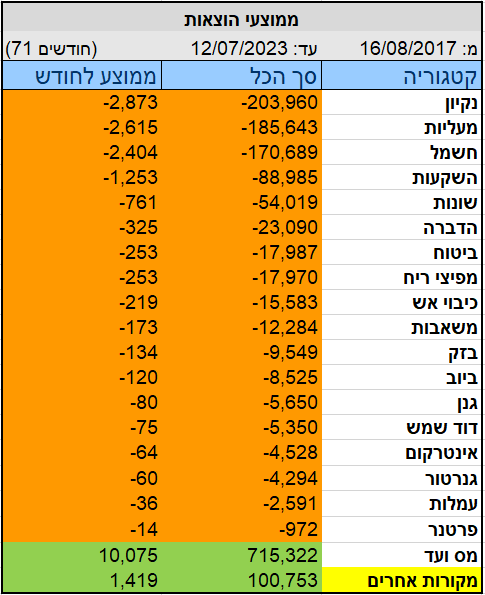 ממוצעי הוצאות
מ: 16/08/2017 עד: 12/07/2023 (71 חודשים)
קטגוריה סך הכל ממוצע לחודש
נקיון -203,960 -2,873
מעליות -185,643 -2,615
חשמל -170,689 -2,404
השקעות -88,985 -1,253
שונות -54,019 -761
הדברה -23,090 -325
ביטוח -17,987 -253
מפיצי ריח -17,970 -253
כיבוי אש -15,583 -219
משאבות -12,284 -173
בזק -9,549 -134
ביוב -8,525 -120
גנן -5,650 -80
דוד שמש -5,350 -75
אינטרקום -4,528 -64
גנרטור -4,294 -60
עמלות -2,591 -36
פרטנר -972 -14
מס ועד 715,322 10,075
מקורות אחרים 100,753 1,419